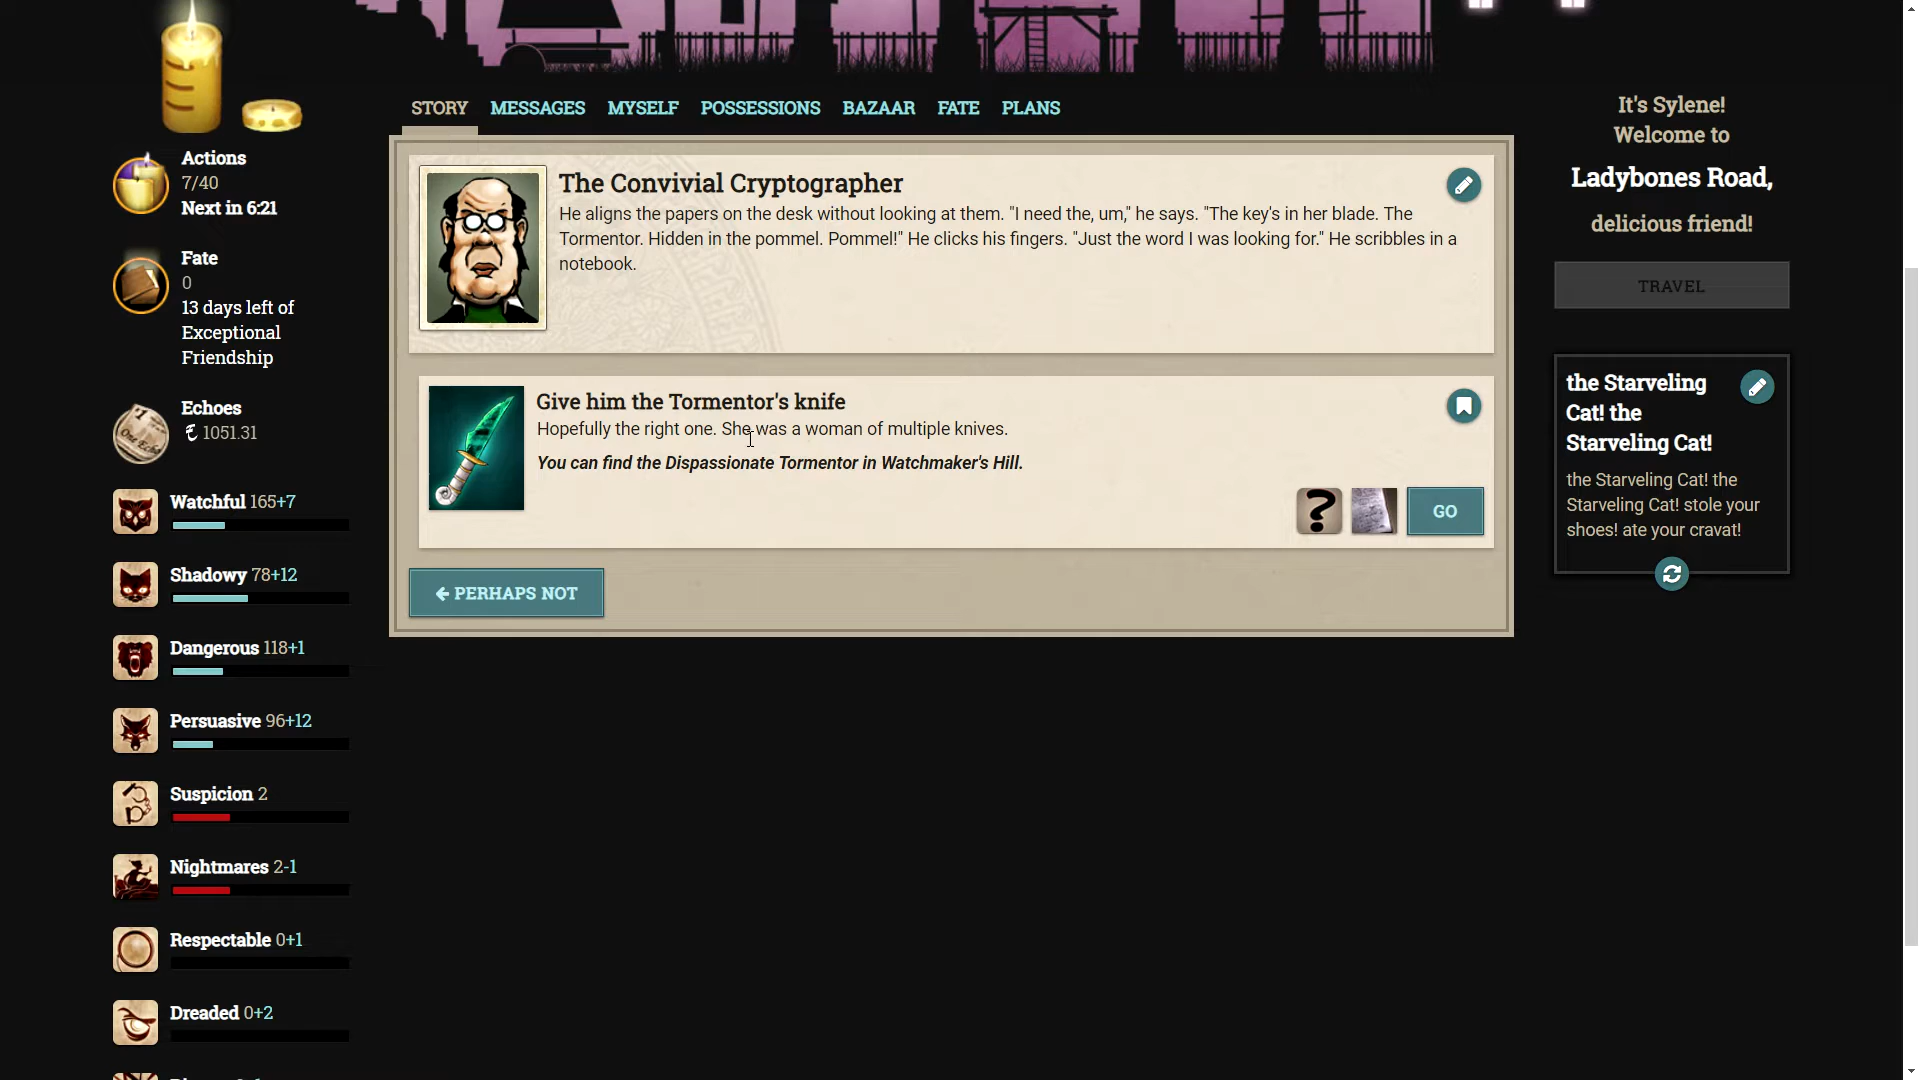 STORY MESSAGES MYSELF POSSESSIONS BAZAAR FATE PLANS
Actions
7/40
Next in 6:21
Fate
0
13 days left of
Exceptional
Friendship
Echoes
1051.31
Watchful 165+7
Shadowy 78+12
Dangerous 118+1
Persuasive 96+12
Suspicion 2
Nightmares 2-1
Respectable 0+1
Dreaded 0+2
The Convivial Cryptographer
He aligns the papers on the desk without looking at them. "I need the, um," he says. "The key's in her blade. The
Tormentor. Hidden in the pommel. Pommel!" He clicks his fingers. "Just the word I was looking for." He scribbles in a
notebook.
Give him the Tormentor's knife
Hopefully the right one. She was a woman of multiple knives.
You can find the Dispassionate Tormentor in Watchmaker's Hill.
GO
PERHAPS NOT
It's Sylene!
Welcome to
Ladybones Road,
delicious friend!
TRAVEL
the Starveling
Cat! the
Starveling Cat!
the Starveling Cat! the
Starveling Cat! stole your
shoes! ate your cravat!